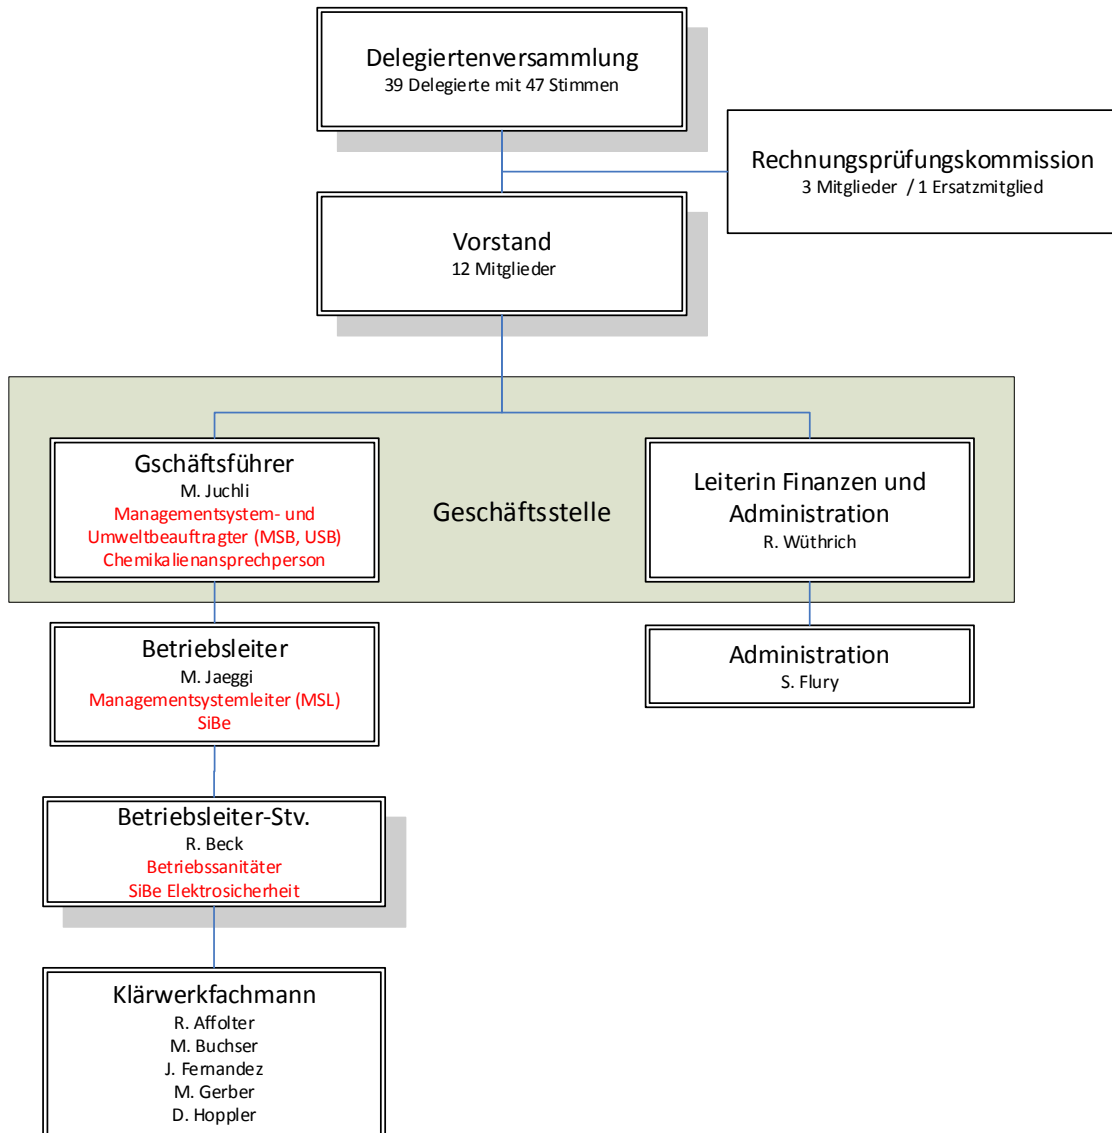 Delegiertenversammlung
39 Delegierte mit 47 Stimmen
Rechnungsprüfungskommission
3 Mitglieder / 1 Ersatzmitglied
Vorstand
12 Mitglieder
Gschäftsführer
M. Juchli
Managementsystem- und
Umweltbeauftragter (MSB, USB)
Chemikalienansprechperson
Geschäftsstelle
Leiterin Finanzen und
Administration
R. Wüthrich
Betriebsleiter
M. Jaeggi
Managementsystemleiter (MSL)
SiBe
Administration
S. Flury
Betriebsleiter-Stv.
R. Beck
Betriebssanitäter
SiBe Elektrosicherheit
Klärwerkfachmann
R. Affolter
M. Buchser
J. Fernandez
M. Gerber
D. Hoppler